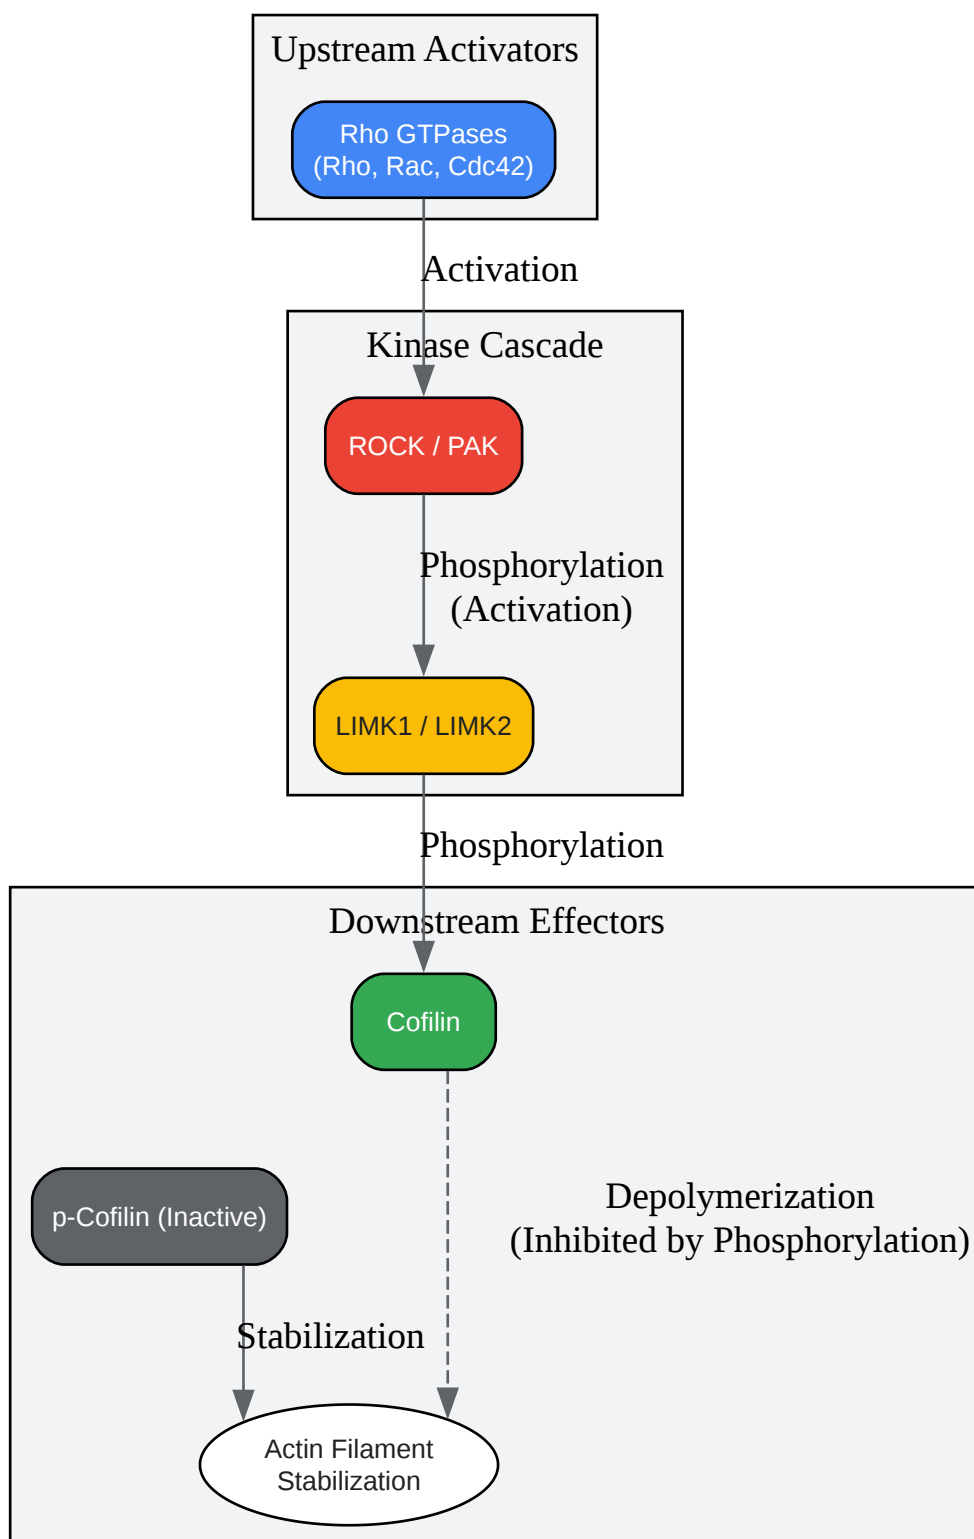 Upstream Activators
Rho GTPases
(Rho, Rac, Cdc42)
Activation
Kinase Cascade
ROCK / PAK
Phosphorylation
(Activation)
LIMK1 / LIMK2
Phosphorylation
Downstream Effectors
Cofilin
p-Cofilin (Inactive)
Depolymerization
(Inhibited by Phosphorylation)
Stabilization
Actin Filament
Stabilization